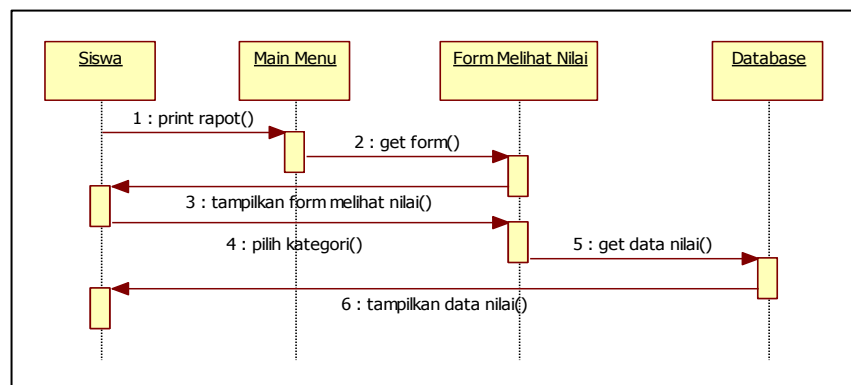 Siswa
Main Menu
Form Melihat Nilai
Database
1 : print rapot()
2 : get form()
3 : tampilkan form melihat nilai()
4 : pilih kategori()
5 : get data nilai()
6 : tampilkan data nilai()